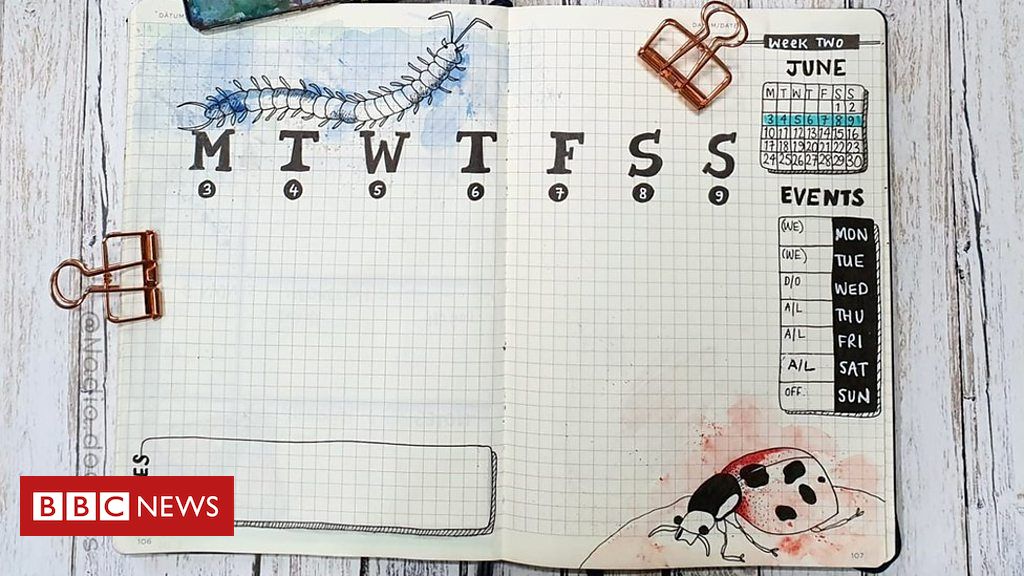 DATUM
DATUM/DATE
M T W T F S S
3 4 5 6 7 8 9
WEEK TWO
JUNE
M T W T F S S
1 2
3 4 5 6 7 8 9
10 11 12 13 14 15 16
17 18 19 20 21 22 23
24 25 26 27 28 29 30
EVENTS
(WE) MON
(WE) TUE
D/O WED
A/L THU
A/L FRI
A/L SAT
OFF. SUN
ES
BBC NEWS
106
107